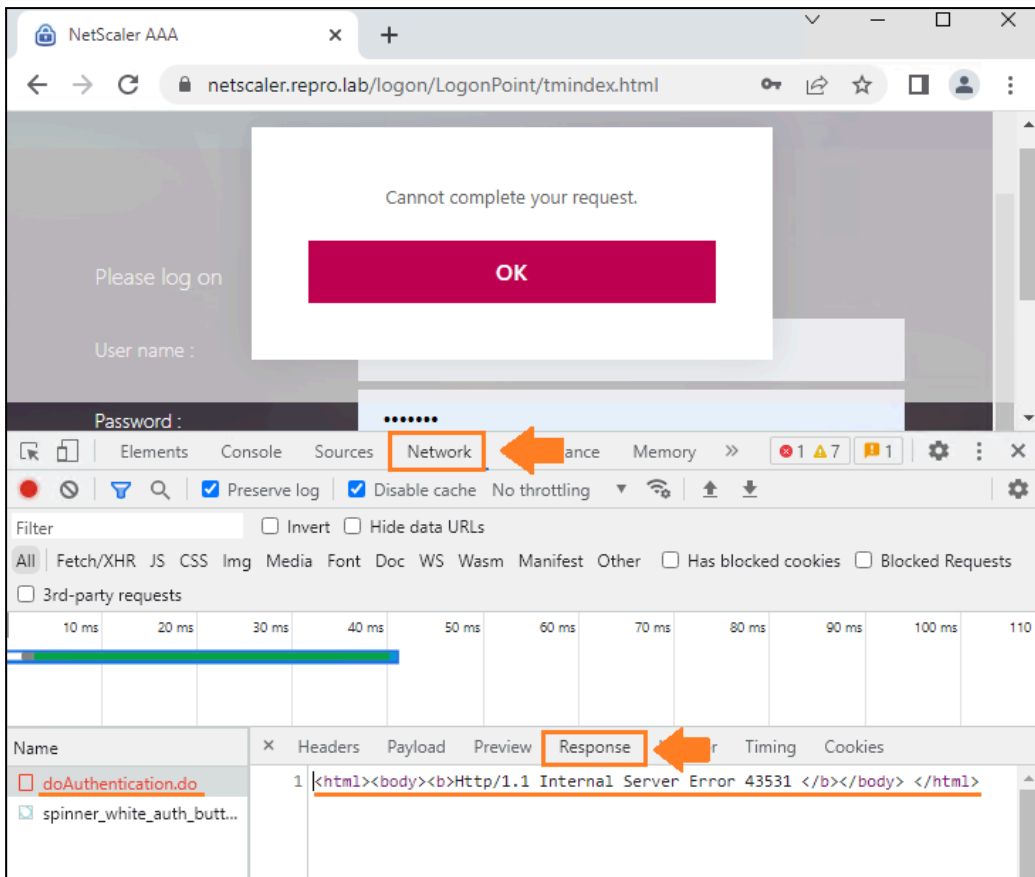 NetScaler AAA
netscaler.repro.lab/logon/LogonPoint/tmindex.html
Cannot complete your request.
OK
Please log on
User name :
Password :
Elements Console Sources Network Memory
1 7 1
Preserve log Disable cache No throttling
Filter Invert Hide data URLs
All Fetch/XHR JS CSS Img Media Font Doc WS Wasm Manifest Other Has blocked cookies Blocked Requests
3rd-party requests
10 ms 20 ms 30 ms 40 ms 50 ms 60 ms 70 ms 80 ms 90 ms 100 ms 110
Name Headers Payload Preview Response Timing Cookies
doAuthentication.do 1 <html><body><b>Http/1.1 Internal Server Error 43531 </b></body> </html>
spinner_white_auth_butt...